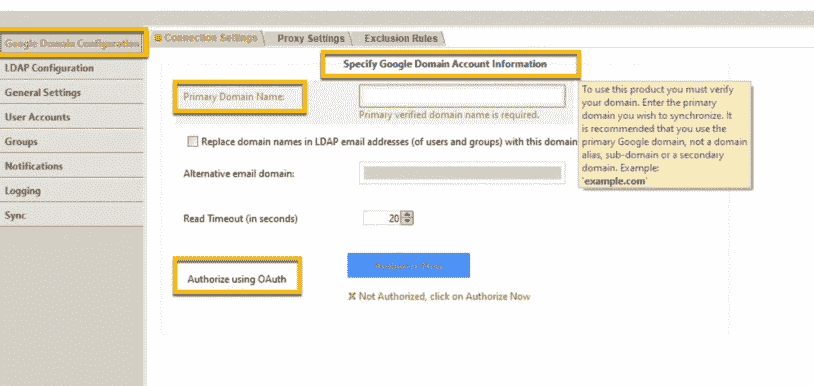 Google Domain Configuration
LDAP Configuration
General Settings
User Accounts
Groups
Notifications
Logging
Sync
Connection Settings
Proxy Settings
Exclusion Rules
Specify Google Domain Account Information
Primary Domain Name:
Primary verified domain name is required.
To use this product you must verify
your domain. Enter the primary
domain you wish to synchronize. It
is recommended that you use the
primary Google domain, not a domain
alias, sub-domain or a secondary
domain. Example:
'example.com'
Replace domain names in LDAP email addresses (of users and groups) with this domain
Alternative email domain:
Read Timeout (in seconds)
20
Authorize using OAuth
Not Authorized, click on Authorize Now